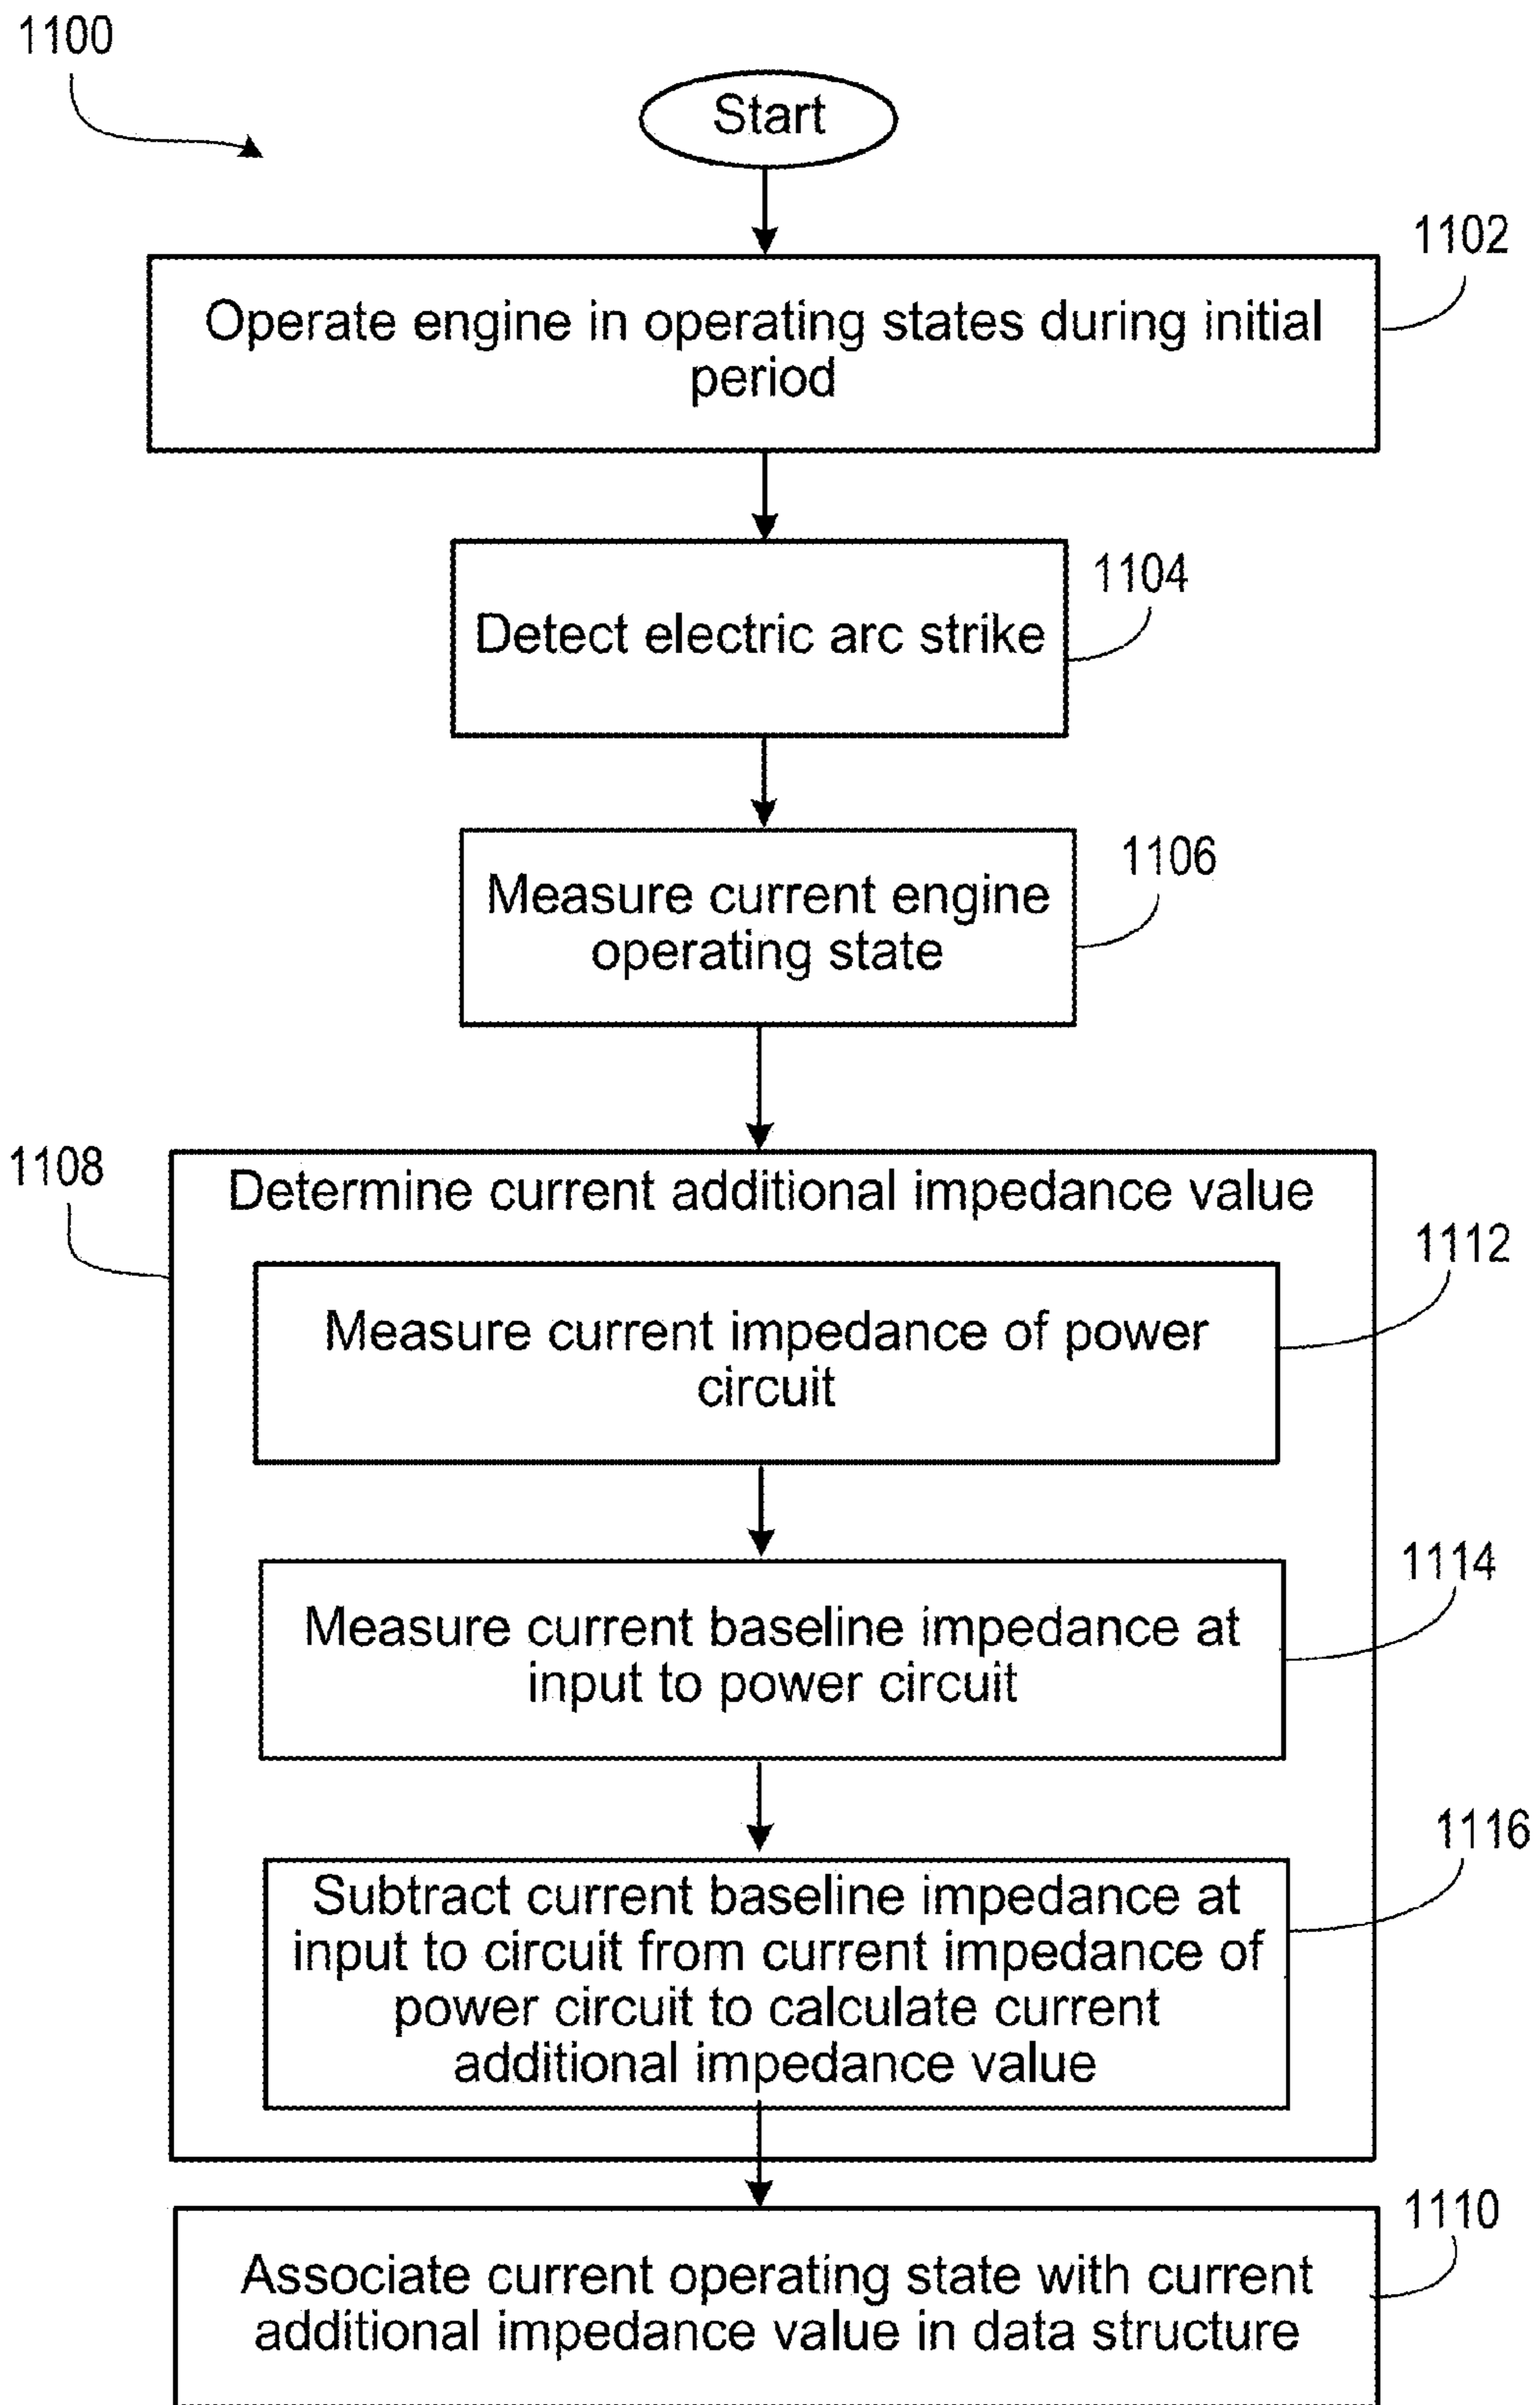 1100
Start
1102
Operate engine in operating states during initial
period
1104
Detect electric arc strike
1106
Measure current engine
operating state
1108
Determine current additional impedance value
1112
Measure current impedance of power
circuit
1114
Measure current baseline impedance at
input to power circuit
1116
Subtract current baseline impedance at
input to circuit from current impedance of
power circuit to calculate current
additional impedance value
1110
Associate current operating state with current
additional impedance value in data structure